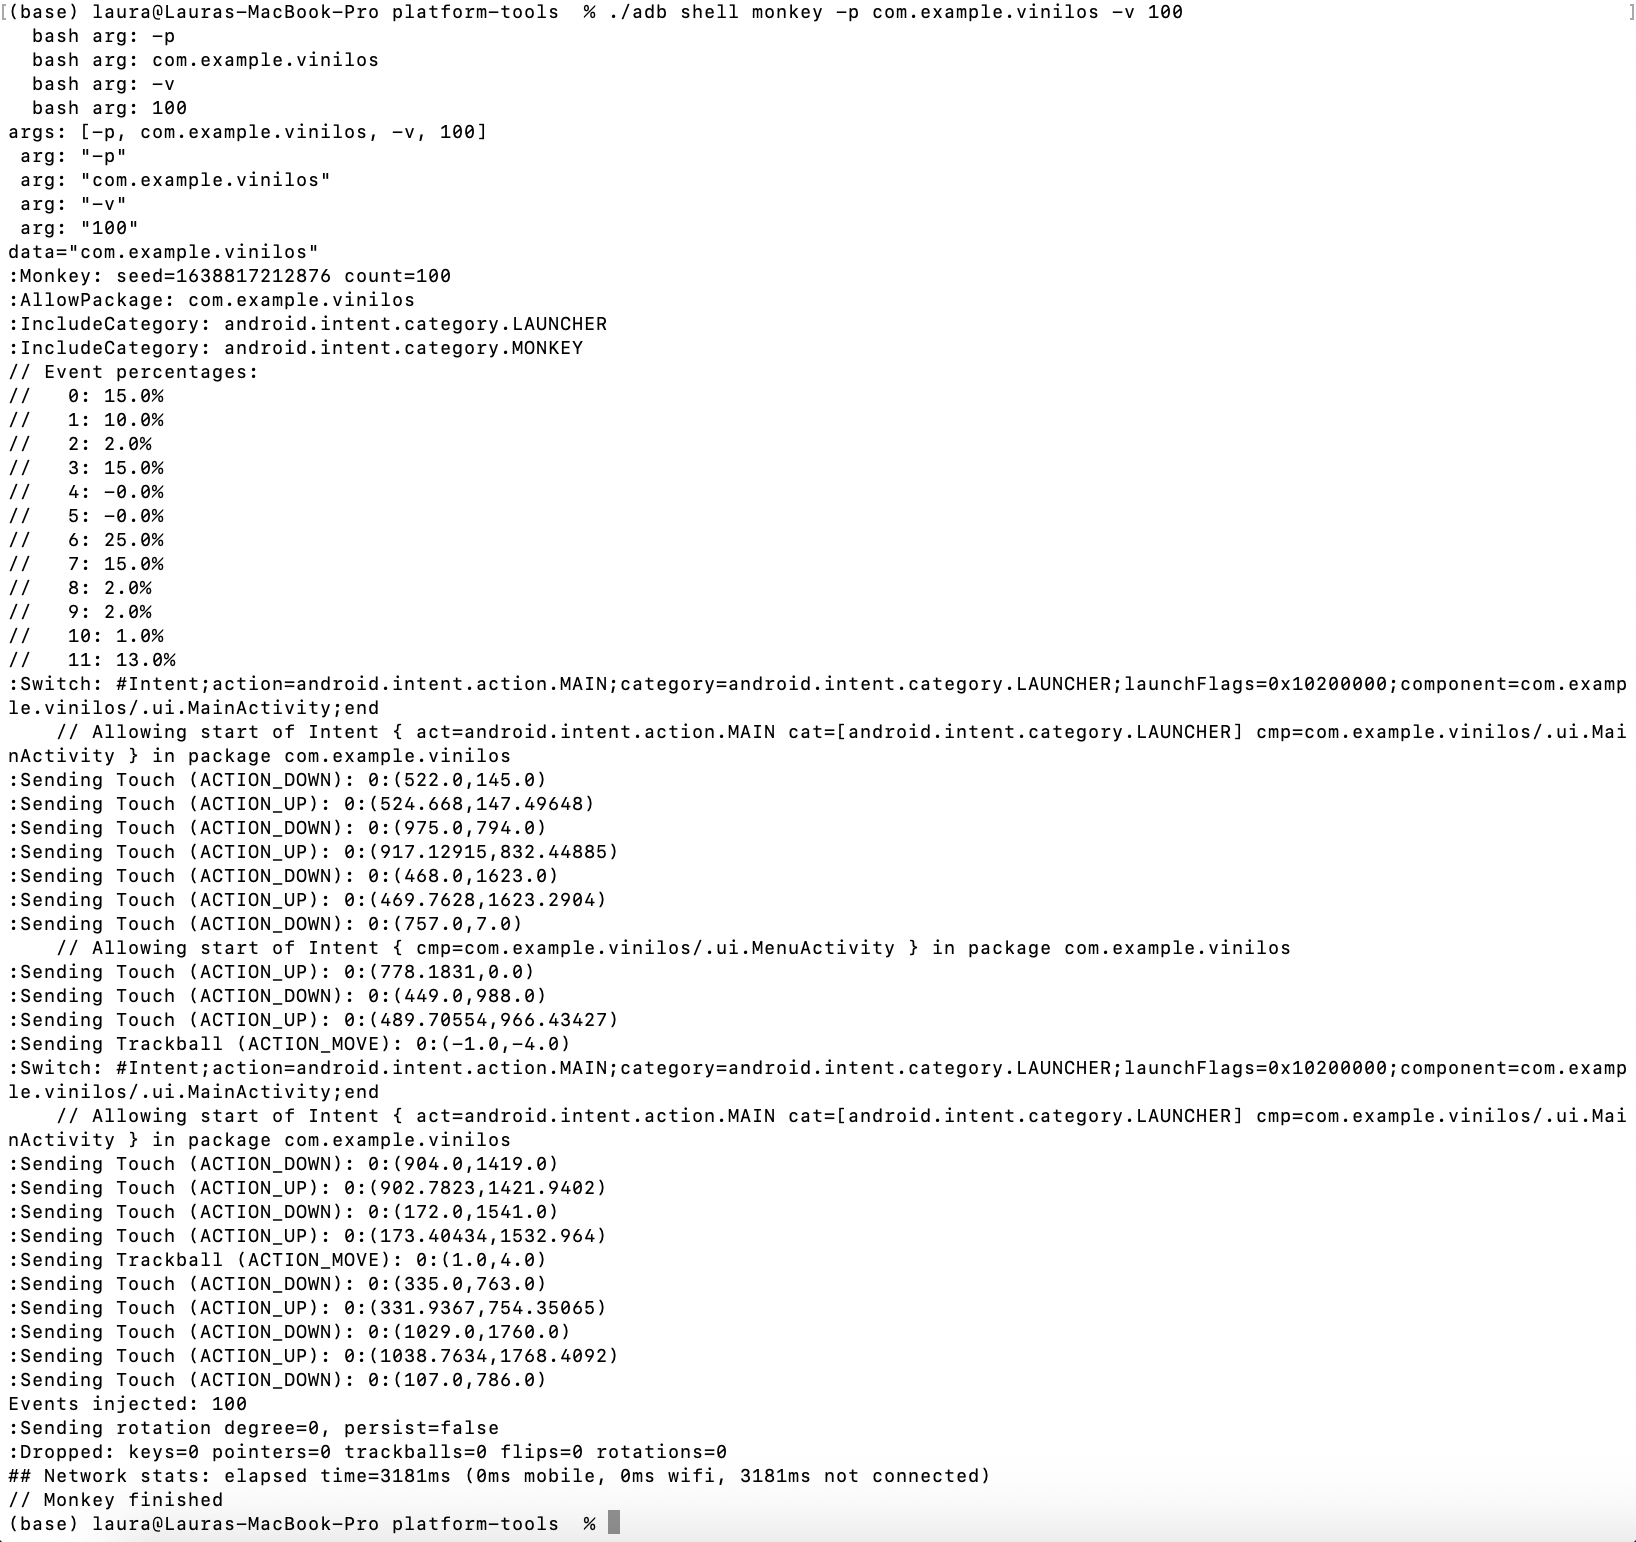 [(base) laura@Lauras-MacBook-Pro platform-tools  % ./adb shell monkey -p com.example.vinilos -v 100 ]
  bash arg: -p
  bash arg: com.example.vinilos
  bash arg: -v
  bash arg: 100
args: [-p, com.example.vinilos, -v, 100]
 arg: "-p"
 arg: "com.example.vinilos"
 arg: "-v"
 arg: "100"
data="com.example.vinilos"
:Monkey: seed=1638817212876 count=100
:AllowPackage: com.example.vinilos
:IncludeCategory: android.intent.category.LAUNCHER
:IncludeCategory: android.intent.category.MONKEY
// Event percentages:
//   0: 15.0%
//   1: 10.0%
//   2: 2.0%
//   3: 15.0%
//   4: -0.0%
//   5: -0.0%
//   6: 25.0%
//   7: 15.0%
//   8: 2.0%
//   9: 2.0%
//   10: 1.0%
//   11: 13.0%
:Switch: #Intent;action=android.intent.action.MAIN;category=android.intent.category.LAUNCHER;launchFlags=0x10200000;component=com.examp
le.vinilos/.ui.MainActivity;end
    // Allowing start of Intent { act=android.intent.action.MAIN cat=[android.intent.category.LAUNCHER] cmp=com.example.vinilos/.ui.Mai
nActivity } in package com.example.vinilos
:Sending Touch (ACTION_DOWN): 0:(522.0,145.0)
:Sending Touch (ACTION_UP): 0:(524.668,147.49648)
:Sending Touch (ACTION_DOWN): 0:(975.0,794.0)
:Sending Touch (ACTION_UP): 0:(917.12915,832.44885)
:Sending Touch (ACTION_DOWN): 0:(468.0,1623.0)
:Sending Touch (ACTION_UP): 0:(469.7628,1623.2904)
:Sending Touch (ACTION_DOWN): 0:(757.0,7.0)
    // Allowing start of Intent { cmp=com.example.vinilos/.ui.MenuActivity } in package com.example.vinilos
:Sending Touch (ACTION_UP): 0:(778.1831,0.0)
:Sending Touch (ACTION_DOWN): 0:(449.0,988.0)
:Sending Touch (ACTION_UP): 0:(489.70554,966.43427)
:Sending Trackball (ACTION_MOVE): 0:(-1.0,-4.0)
:Switch: #Intent;action=android.intent.action.MAIN;category=android.intent.category.LAUNCHER;launchFlags=0x10200000;component=com.examp
le.vinilos/.ui.MainActivity;end
    // Allowing start of Intent { act=android.intent.action.MAIN cat=[android.intent.category.LAUNCHER] cmp=com.example.vinilos/.ui.Mai
nActivity } in package com.example.vinilos
:Sending Touch (ACTION_DOWN): 0:(904.0,1419.0)
:Sending Touch (ACTION_UP): 0:(902.7823,1421.9402)
:Sending Touch (ACTION_DOWN): 0:(172.0,1541.0)
:Sending Touch (ACTION_UP): 0:(173.40434,1532.964)
:Sending Trackball (ACTION_MOVE): 0:(1.0,4.0)
:Sending Touch (ACTION_DOWN): 0:(335.0,763.0)
:Sending Touch (ACTION_UP): 0:(331.9367,754.35065)
:Sending Touch (ACTION_DOWN): 0:(1029.0,1760.0)
:Sending Touch (ACTION_UP): 0:(1038.7634,1768.4092)
:Sending Touch (ACTION_DOWN): 0:(107.0,786.0)
Events injected: 100
:Sending rotation degree=0, persist=false
:Dropped: keys=0 pointers=0 trackballs=0 flips=0 rotations=0
## Network stats: elapsed time=3181ms (0ms mobile, 0ms wifi, 3181ms not connected)
// Monkey finished
(base) laura@Lauras-MacBook-Pro platform-tools  %